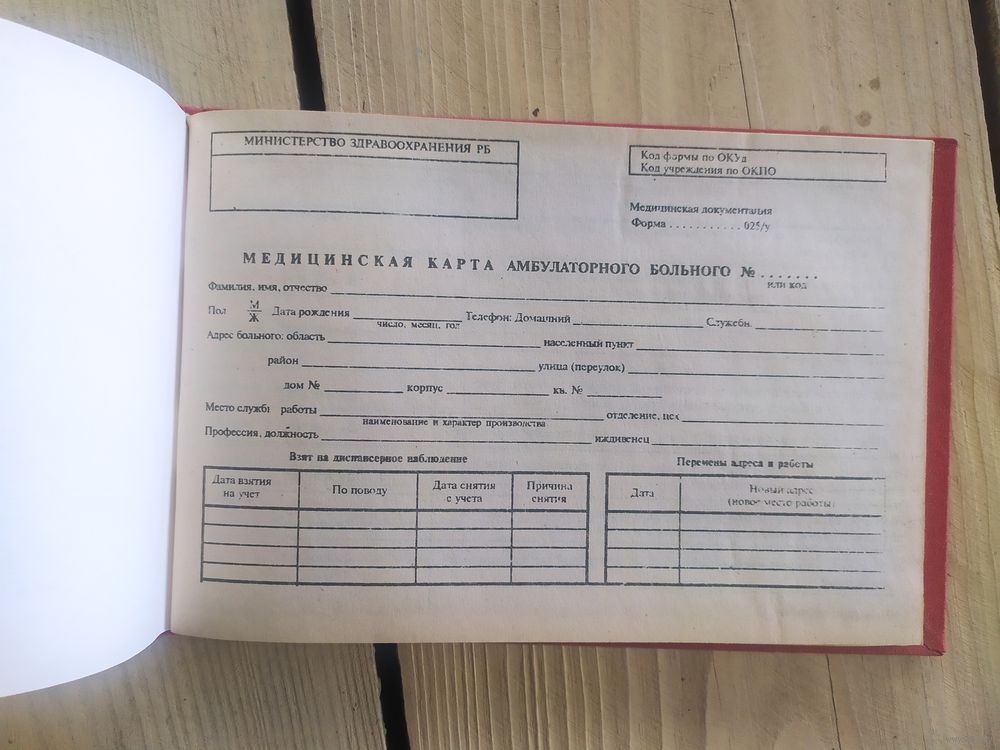 МИНИСТЕРСТВО ЗДРАВООХРАНЕНИЯ РБ
Код формы по ОКУд
Код учреждения по ОКПО
Медицинская документация
Форма . . . . . . . . . . . 025/у
МЕДИЦИНСКАЯ КАРТА АМБУЛАТОРНОГО БОЛЬНОГО № . . . . . . .
или код
Фамилия, имя, отчество
Пол М/Ж Дата рождения Телефон: Домашний Служебн.
число, месяц, год
Адрес больного: область населенный пункт
район улица (переулок)
дом № корпус кв. №
Место службы работы отделение, цех
наименование и характер производства
Профессия, должность иждивенец
Взят на диспансерное наблюдение
Перемены адреса и работы
Дата взятия на учет
По поводу
Дата снятия с учета
Причина снятия
Дата
Новый адрес
(новое место работы)